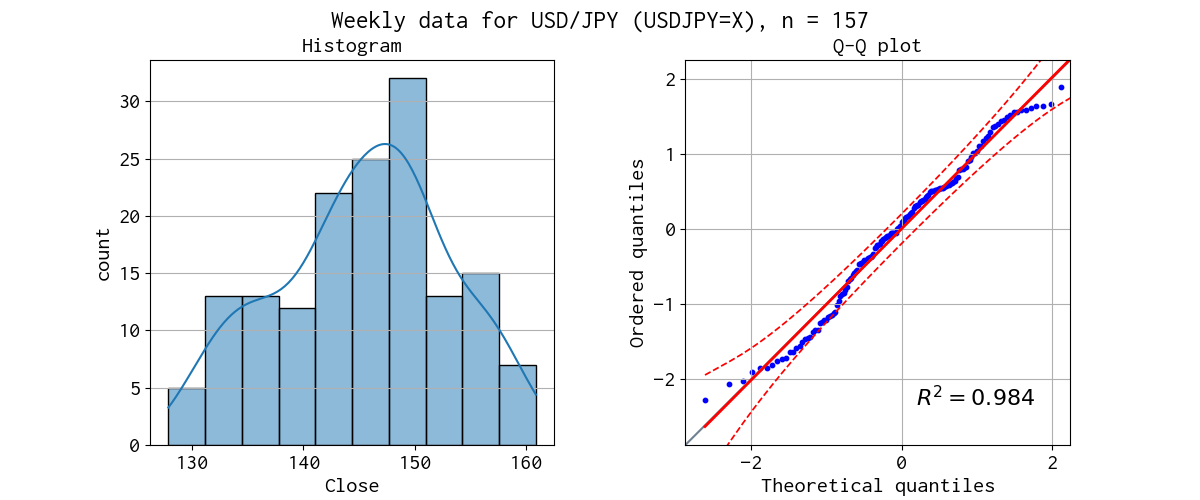 Weekly data for USD/JPY (USDJPY=X), n = 157
Histogram
count
30
25
20
15
10
5
0
130 140 150 160
Close
Q-Q plot
Ordered quantiles
2
1
0
−1
−2
R² = 0.984
−2 0 2
Theoretical quantiles